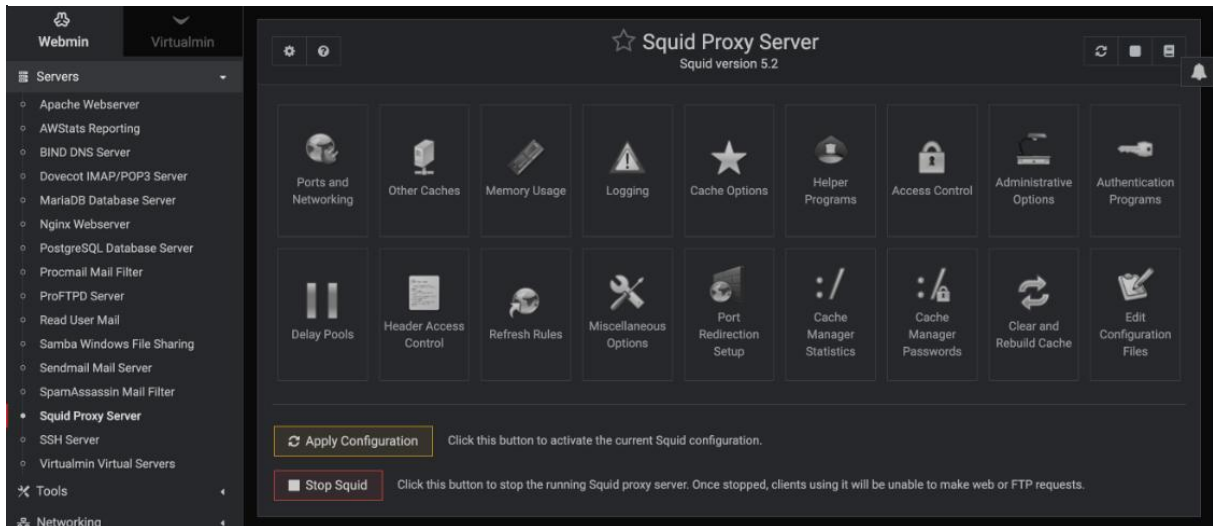 Webmin
Virtualmin
Servers
Apache Webserver
AWStats Reporting
BIND DNS Server
Dovecot IMAP/POP3 Server
MariaDB Database Server
Nginx Webserver
PostgreSQL Database Server
Procmail Mail Filter
ProFTPD Server
Read User Mail
Samba Windows File Sharing
Sendmail Mail Server
SpamAssassin Mail Filter
Squid Proxy Server
SSH Server
Virtualmin Virtual Servers
Tools
Networking
Squid Proxy Server
Squid version 5.2
Ports and
Networking
Other Caches
Memory Usage
Logging
Cache Options
Helper
Programs
Access Control
Administrative
Options
Authentication
Programs
Delay Pools
Header Access
Control
Refresh Rules
Miscellaneous
Options
Port
Redirection
Setup
:/
Cache
Manager
Statistics
:/
Cache
Manager
Passwords
Clear and
Rebuild Cache
Edit
Configuration
Files
Apply Configuration Click this button to activate the current Squid configuration.
Stop Squid Click this button to stop the running Squid proxy server. Once stopped, clients using it will be unable to make web or FTP requests.